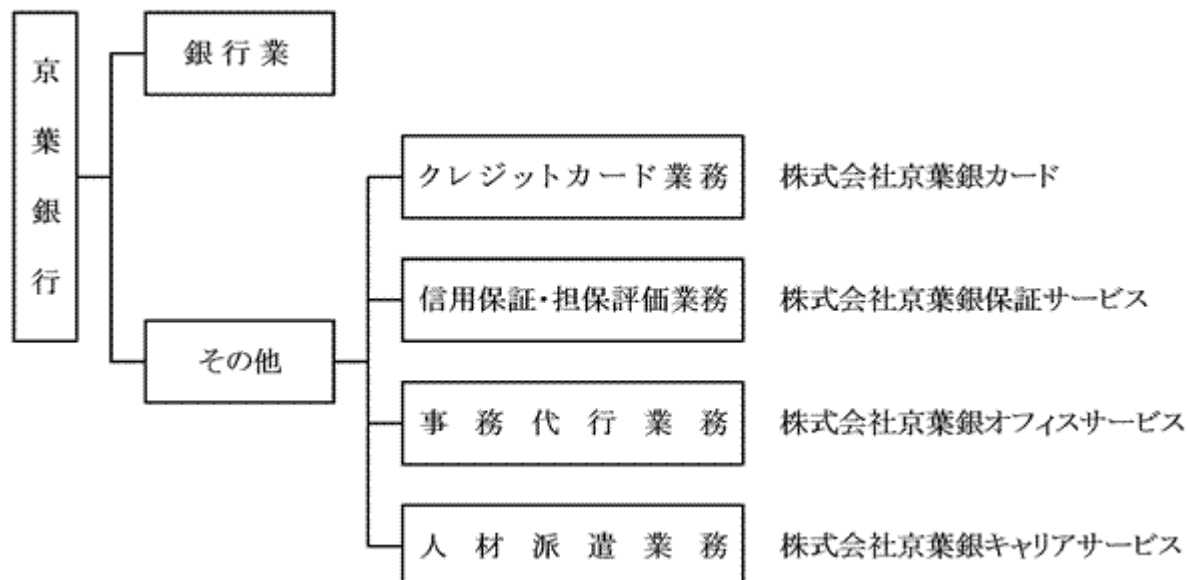 京葉銀行
銀行業
クレジットカード業務 株式会社京葉銀カード
信用保証・担保評価業務 株式会社京葉銀保証サービス
その他
事務代行業務 株式会社京葉銀オフィスサービス
人材派遣業務 株式会社京葉銀キャリアサービス